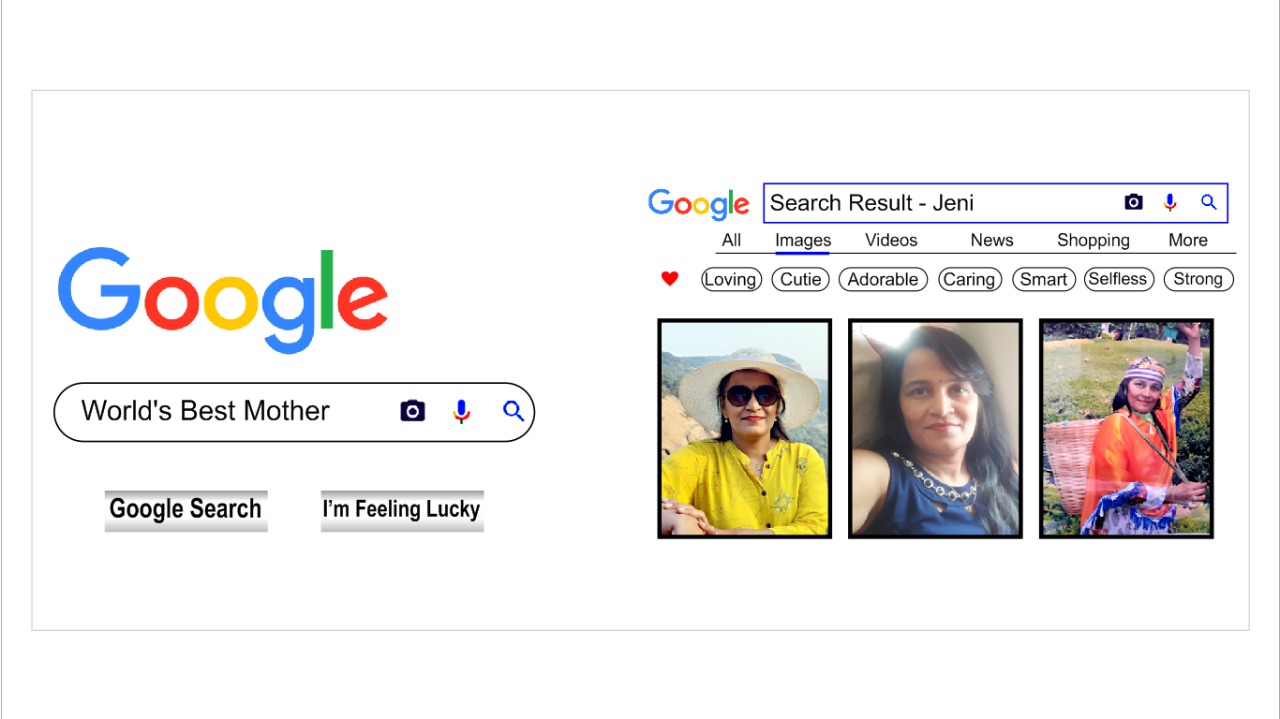 Google
World's Best Mother
Google Search
I'm Feeling Lucky
Google
Search Result - Jeni
All Images Videos News Shopping More
Loving Cutie Adorable Caring Smart Selfless Strong